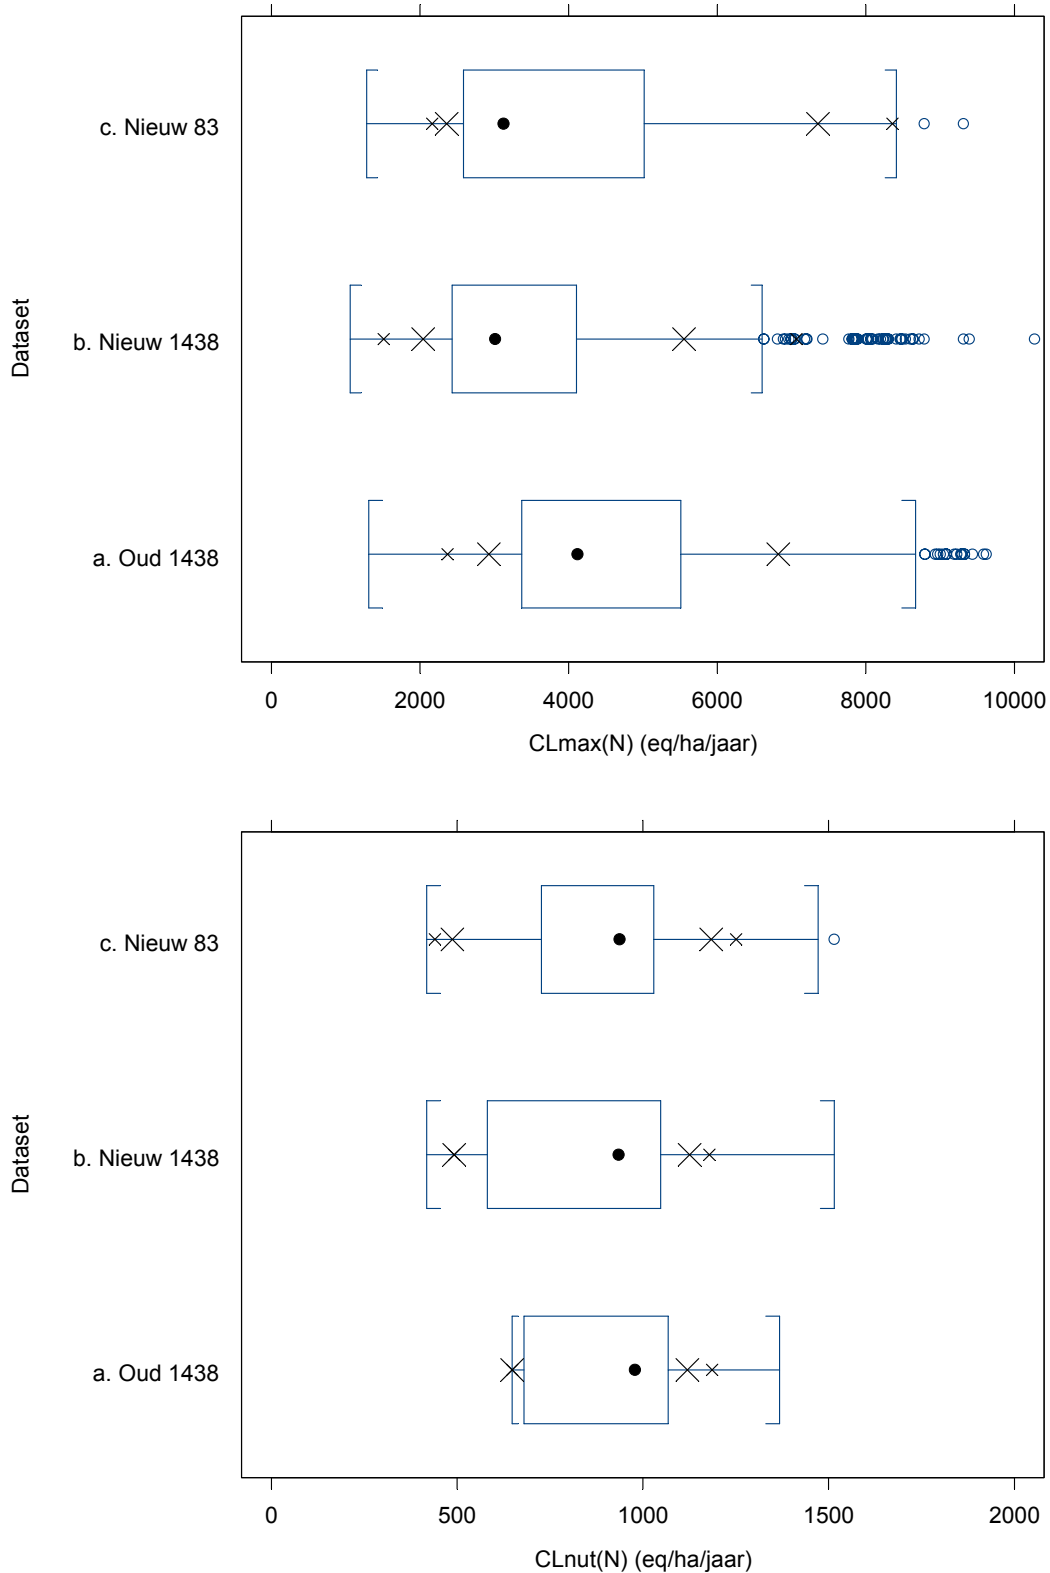 c. Nieuw 83
b. Nieuw 1438
a. Oud 1438
Dataset
0 2000 4000 6000 8000 10000
CLmax(N) (eq/ha/jaar)
c. Nieuw 83
b. Nieuw 1438
a. Oud 1438
Dataset
0 500 1000 1500 2000
CLnut(N) (eq/ha/jaar)